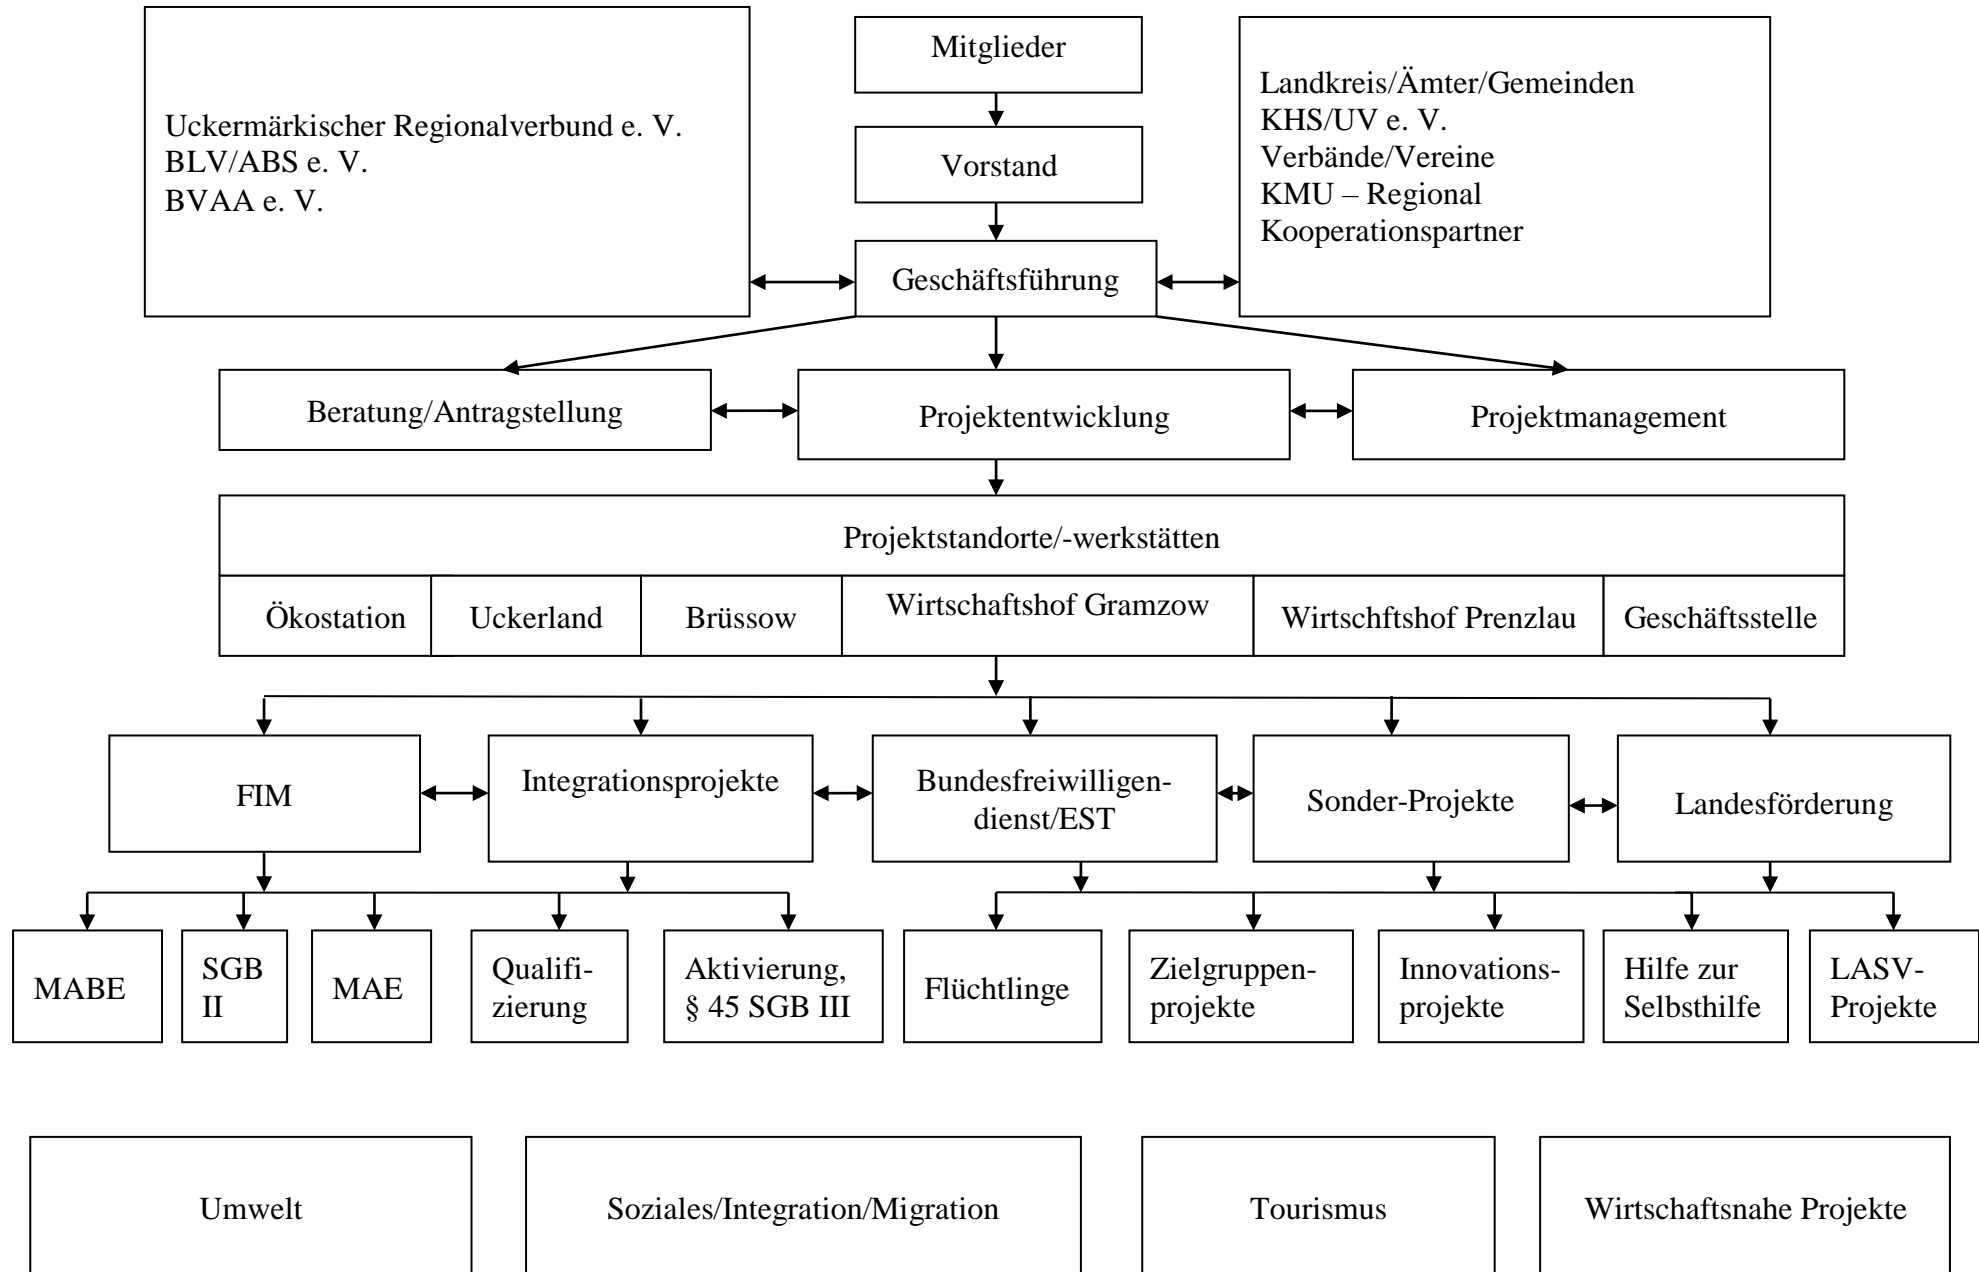 Uckermärkischer Regionalverbund e. V.
BLV/ABS e. V.
BVAA e. V.
Mitglieder
Vorstand
Geschäftsführung
Landkreis/Ämter/Gemeinden
KHS/UV e. V.
Verbände/Vereine
KMU – Regional
Kooperationspartner
Beratung/Antragstellung
Projektentwicklung
Projektmanagement
Projektstandorte/-werkstätten
Ökostation
Uckerland
Brüssow
Wirtschaftshof Gramzow
Wirtschftshof Prenzlau
Geschäftsstelle
FIM
Integrationsprojekte
Bundesfreiwilligen-
dienst/EST
Sonder-Projekte
Landesförderung
MABE
SGB
II
MAE
Qualifi-
zierung
Aktivierung,
§ 45 SGB III
Flüchtlinge
Zielgruppen-
projekte
Innovations-
projekte
Hilfe zur
Selbsthilfe
LASV-
Projekte
Umwelt
Soziales/Integration/Migration
Tourismus
Wirtschaftsnahe Projekte